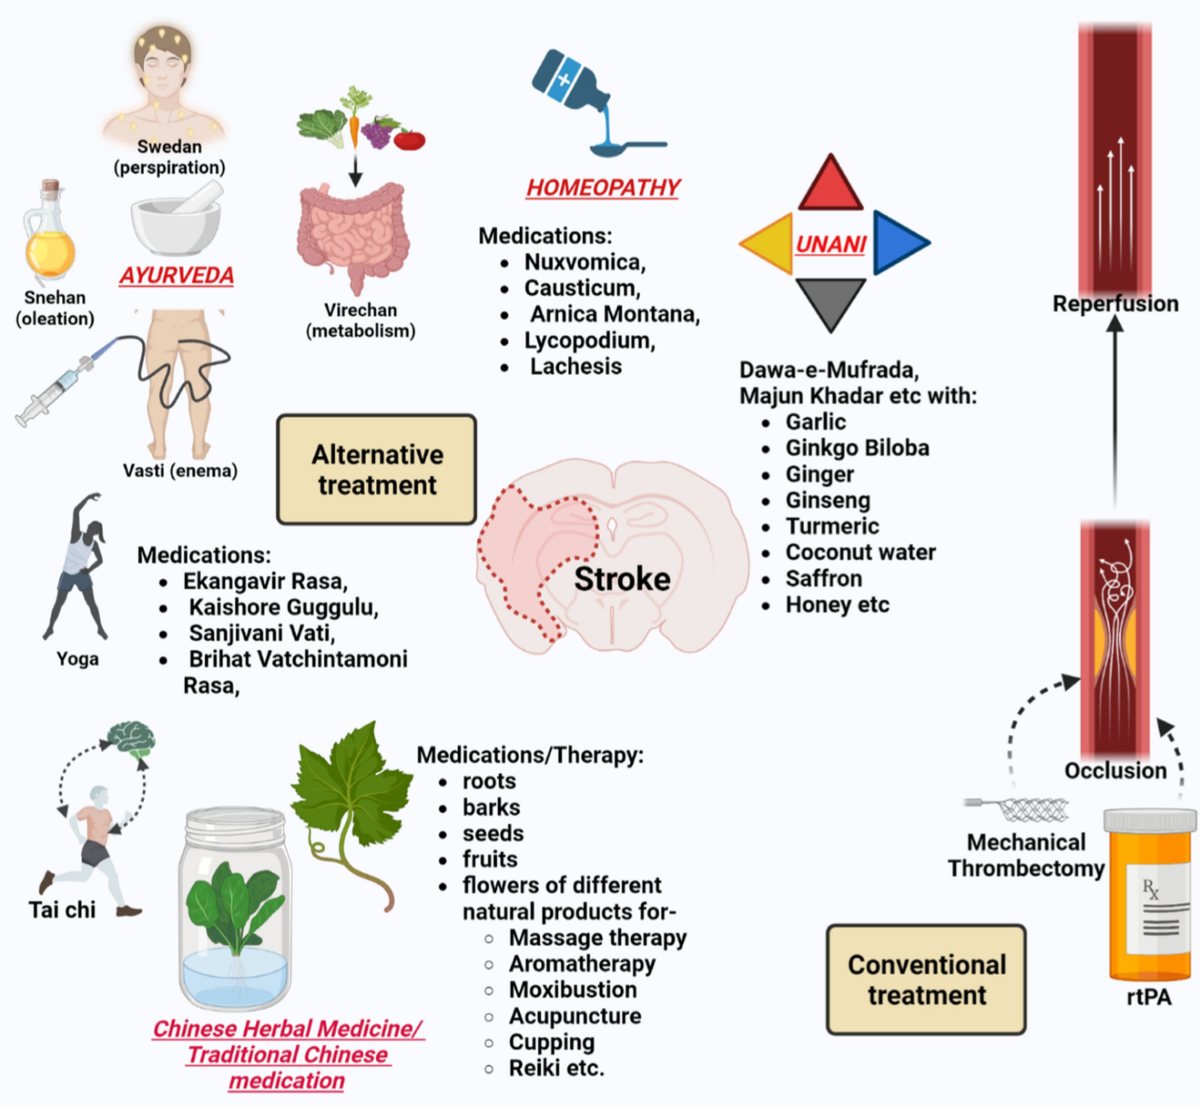 Swedan
(perspiration)
Snehan
(oleation)
AYURVEDA
Virechan
(metabolism)
Vasti (enema)
HOMEOPATHY
Medications:
• Nuxvomica,
• Causticum,
• Arnica Montana,
• Lycopodium,
• Lachesis
UNANI
Dawa-e-Mufrada,
Majun Khadar etc with:
• Garlic
• Ginkgo Biloba
• Ginger
• Ginseng
• Turmeric
• Coconut water
• Saffron
• Honey etc
Reperfusion
Alternative
treatment
Stroke
Yoga
Medications:
• Ekangavir Rasa,
• Kaishore Guggulu,
• Sanjivani Vati,
• Brihat Vatchintamoni
Rasa,
Tai chi
Chinese Herbal Medicine/
Traditional Chinese
medication
Medications/Therapy:
• roots
• barks
• seeds
• fruits
• flowers of different
natural products for-
◦ Massage therapy
◦ Aromatherapy
◦ Moxibustion
◦ Acupuncture
◦ Cupping
◦ Reiki etc.
Occlusion
Mechanical
Thrombectomy
Rx
rtPA
Conventional
treatment